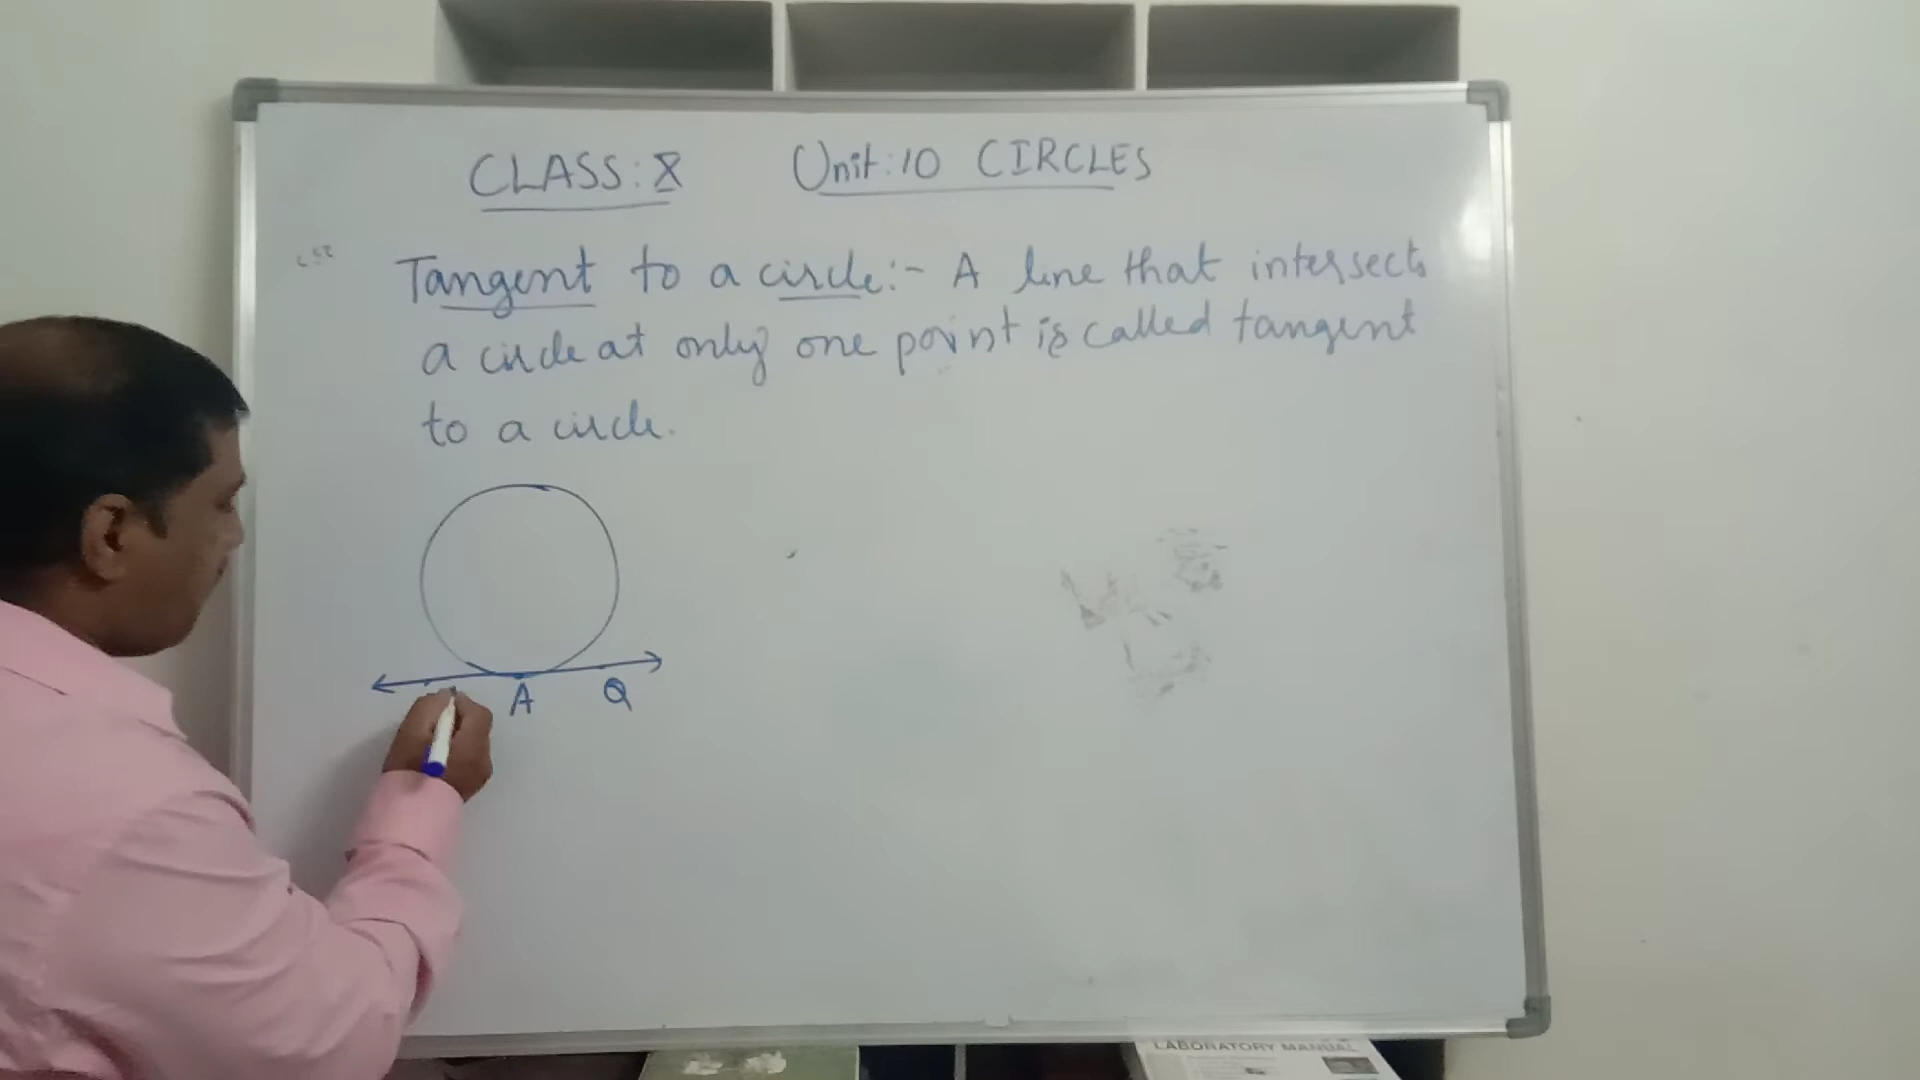 CLASS: X Unit: 10 CIRCLES
Tangent to a circle:- A line that intersects
a circle at only one point is called tangent
to a circle.
A Q
LABORATORY MANUAL